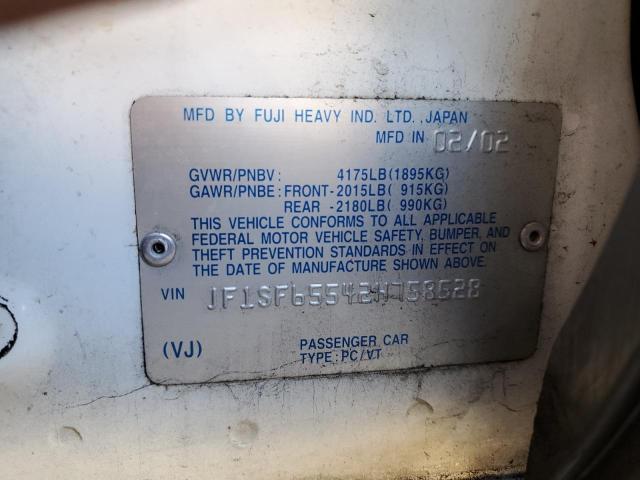 MFD BY FUJI HEAVY IND. LTD., JAPAN
MFD IN 02/02
GVWR/PNBV : 4175LB(1895KG)
GAWR/PNBE : FRONT-2015LB( 915KG)
REAR -2180LB( 990KG)
THIS VEHICLE CONFORMS TO ALL APPLICABLE
FEDERAL MOTOR VEHICLE SAFETY, BUMPER, AND
THEFT PREVENTION STANDARDS IN EFFECT ON
THE DATE OF MANUFACTURE SHOWN ABOVE.
VIN JF1SF65542H758528
(VJ)
PASSENGER CAR
TYPE: PC/VT